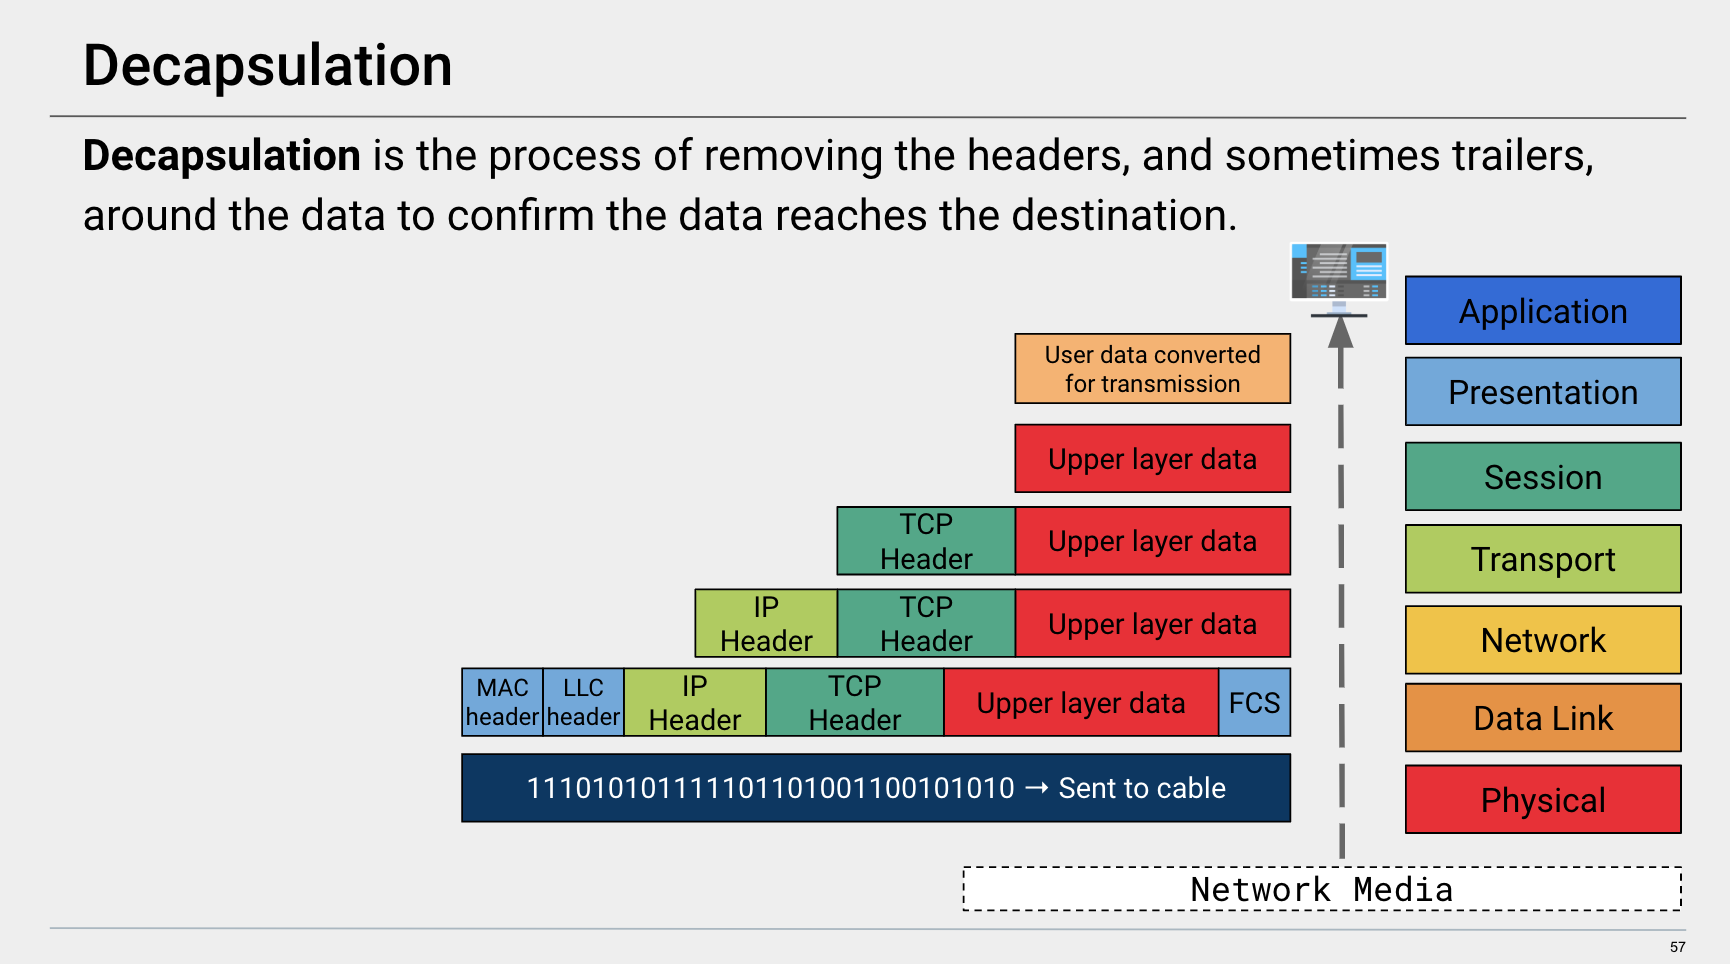 Decapsulation
Decapsulation is the process of removing the headers, and sometimes trailers,
around the data to confirm the data reaches the destination.
Application
User data converted
for transmission
Presentation
Upper layer data
Session
TCP
Header
Upper layer data
Transport
IP
Header
TCP
Header
Upper layer data
Network
MAC
header
LLC
header
IP
Header
TCP
Header
Upper layer data
FCS
Data Link
111010101111101101001100101010 → Sent to cable
Physical
Network Media
57